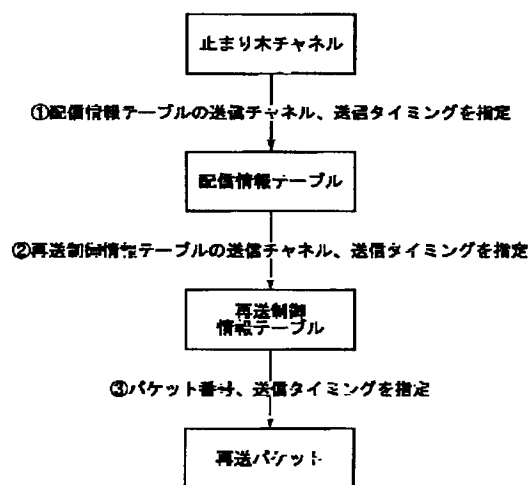 止まり木チャネル
①配信情報テーブルの送信チャネル、送信タイミングを指定
配信情報テーブル
②再送制御情報テーブルの送信チャネル、送信タイミングを指定
再送制御
情報テーブル
③パケット番号、送信タイミングを指定
再送パケット